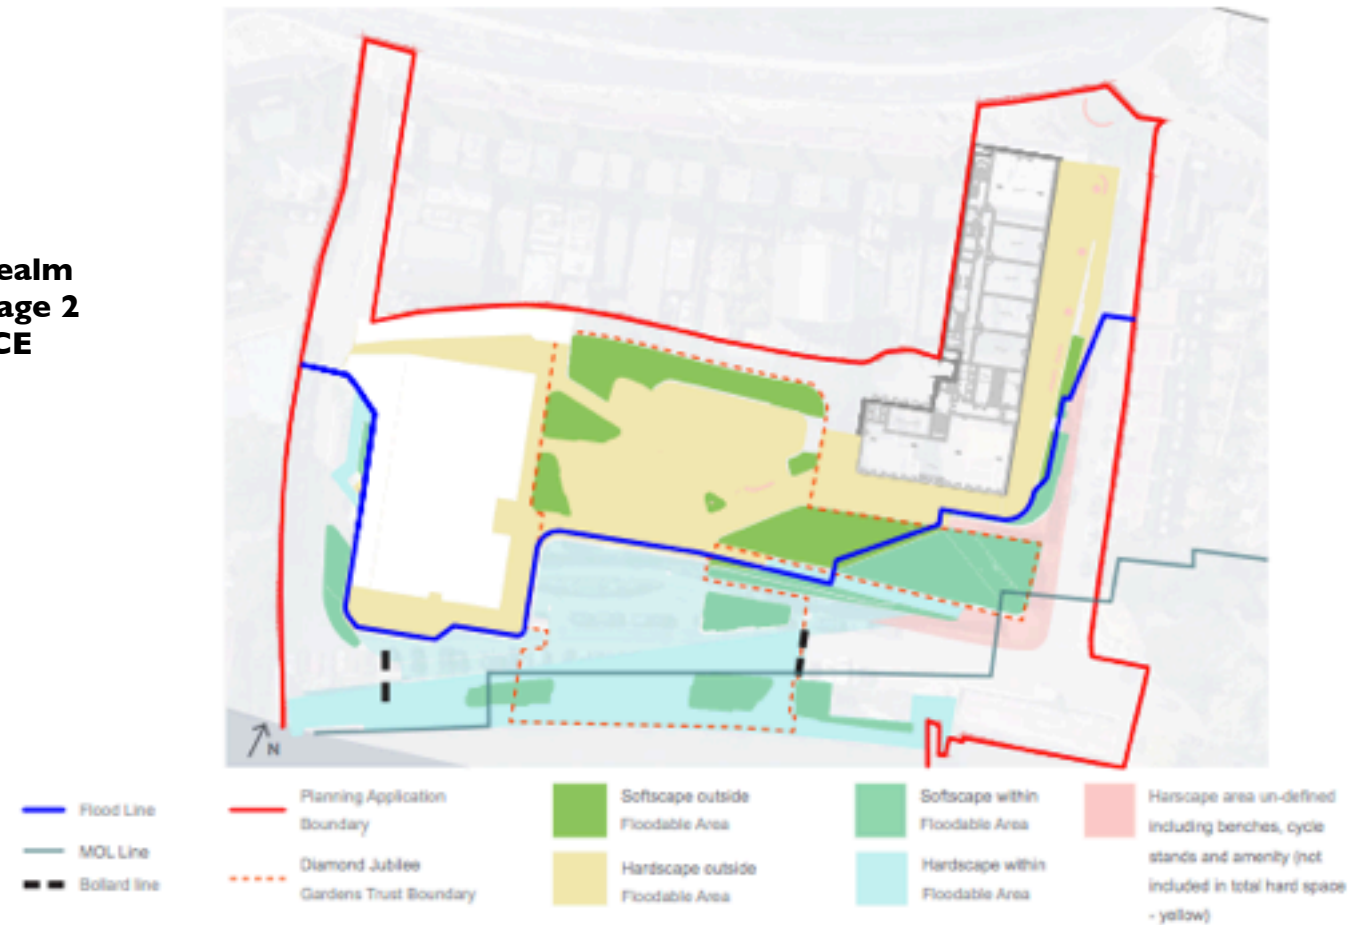 ealm
age 2
CE
N
Flood Line
MOL Line
Bollard line
Planning Application
Boundary
Diamond Jubilee
Gardens Trust Boundary
Softscape outside
Floodable Area
Hardscape outside
Floodable Area
Softscape within
Floodable Area
Hardscape within
Floodable Area
Harscape area un-defined
including benches, cycle
stands and amenity (not
included in total hard space
- yellow)